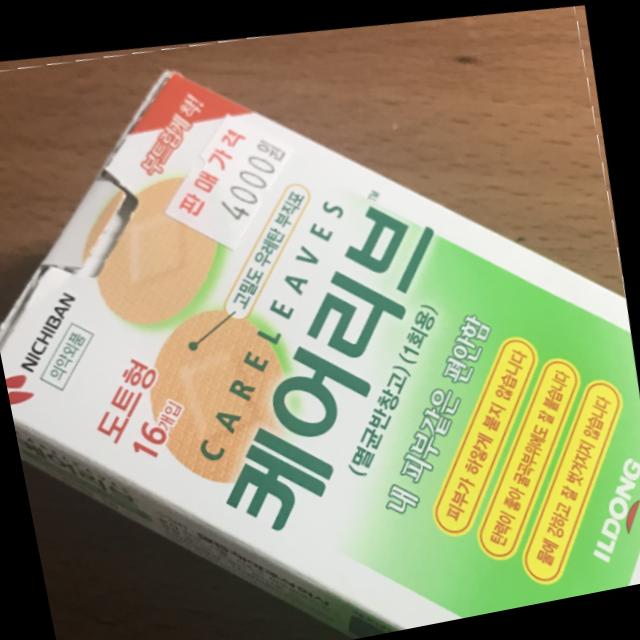 부드럽게 착!
판매가격
4000원
NICHIBAN
의약외품
고밀도 우레탄 부직포
CARELEAVES
케어리브
(멸균반창고) (1회용)
도트형
16개입
내 피부같은 편안함
피부가 하얗게 붇지 않습니다
탄력이 좋아 굴곡부위에도 잘 붙습니다
물에 강하고 잘 벗겨지지 않습니다
ILDONG